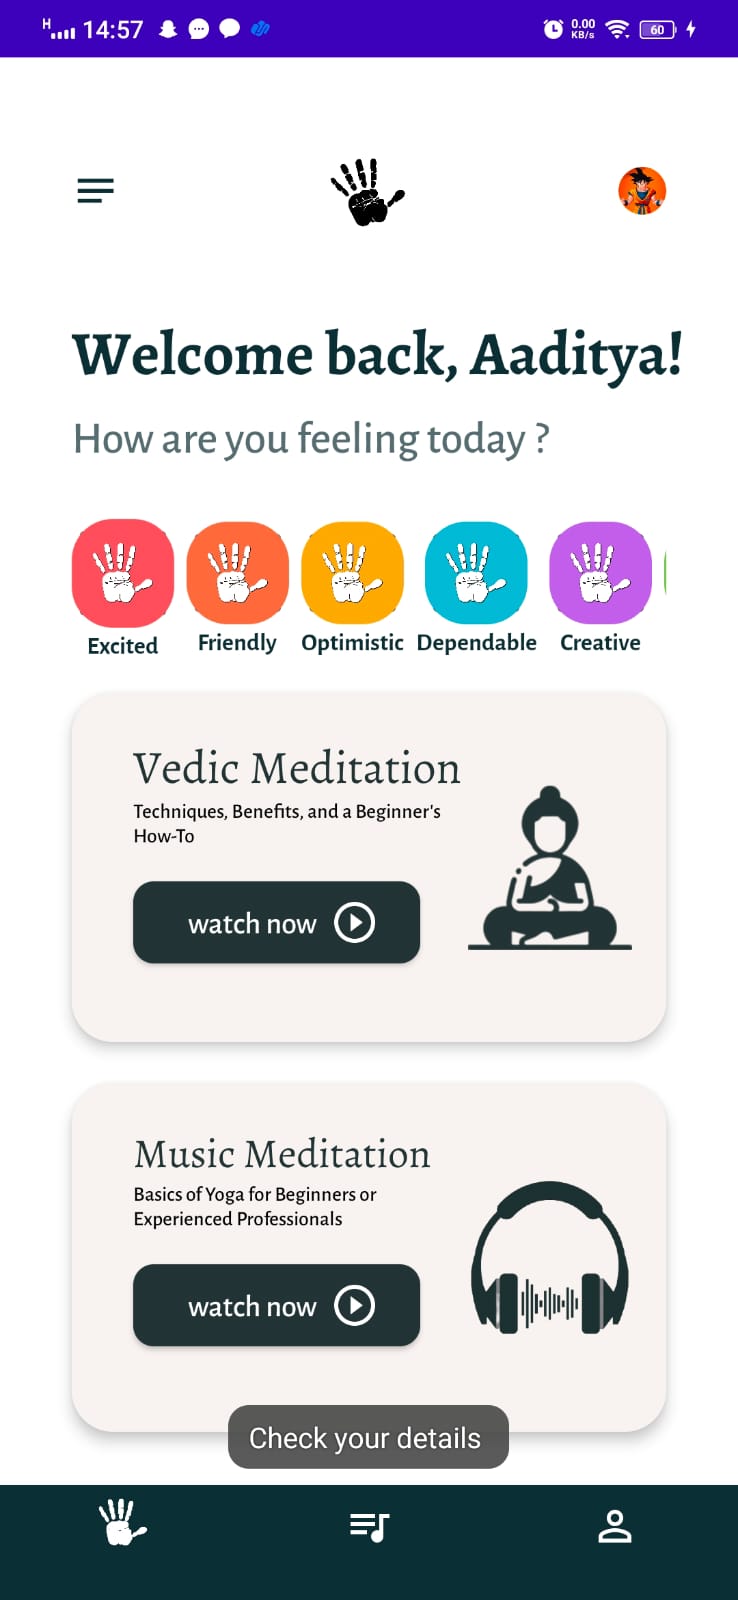 H 14:57 0.00 KB/s 60
Welcome back, Aaditya!
How are you feeling today ?
Excited Friendly Optimistic Dependable Creative
Vedic Meditation
Techniques, Benefits, and a Beginner's
How-To
watch now
Music Meditation
Basics of Yoga for Beginners or
Experienced Professionals
watch now
Check your details